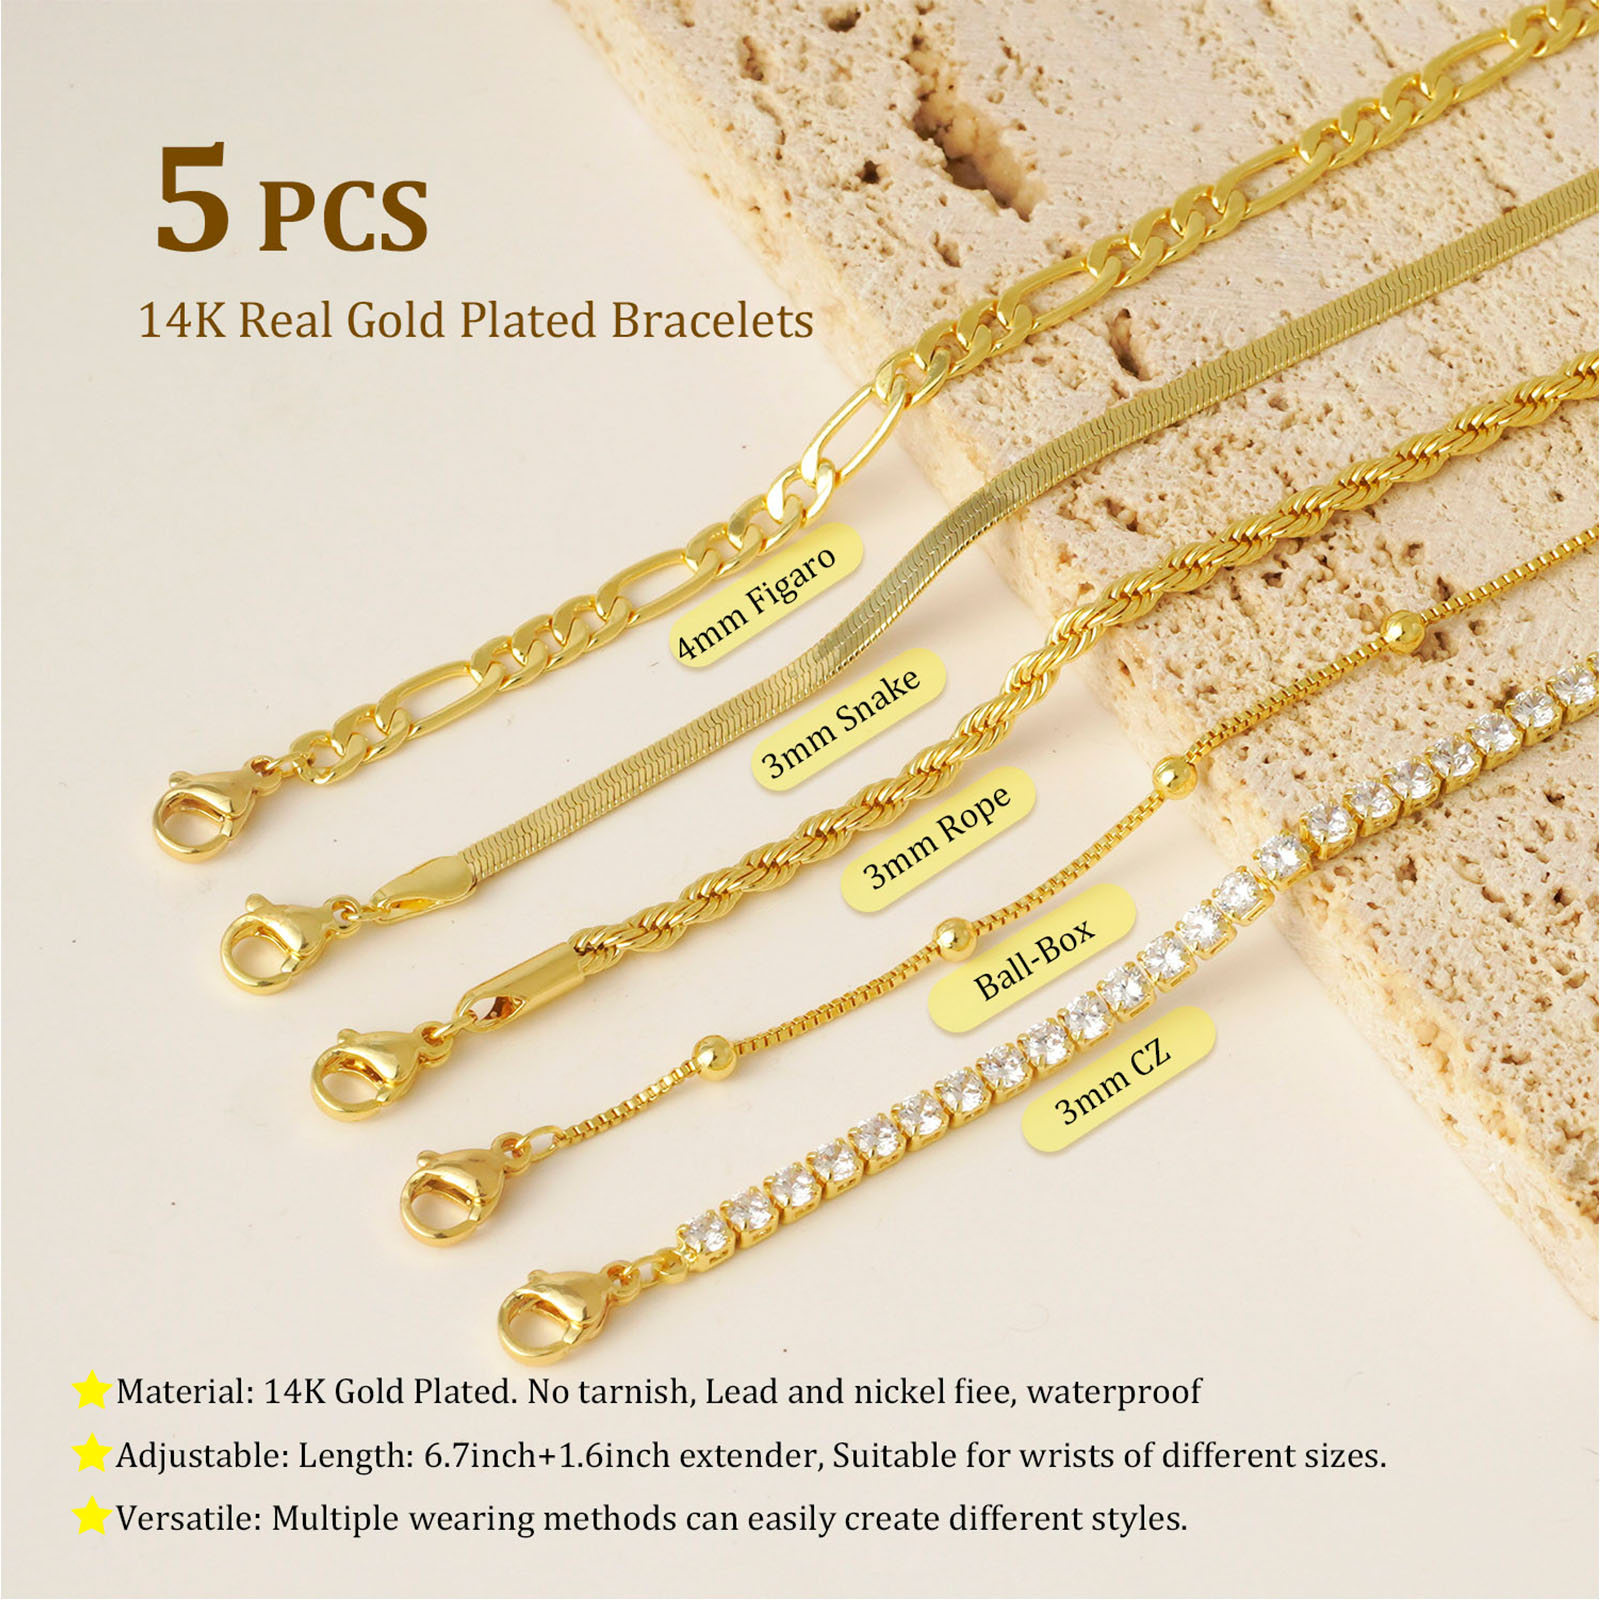 5 PCS
14K Real Gold Plated Bracelets
4mm Figaro
3mm Snake
3mm Rope
Ball-Box
3mm CZ
Material: 14K Gold Plated. No tarnish, Lead and nickel fiee, waterproof
Adjustable: Length: 6.7inch+1.6inch extender, Suitable for wrists of different sizes.
Versatile: Multiple wearing methods can easily create different styles.